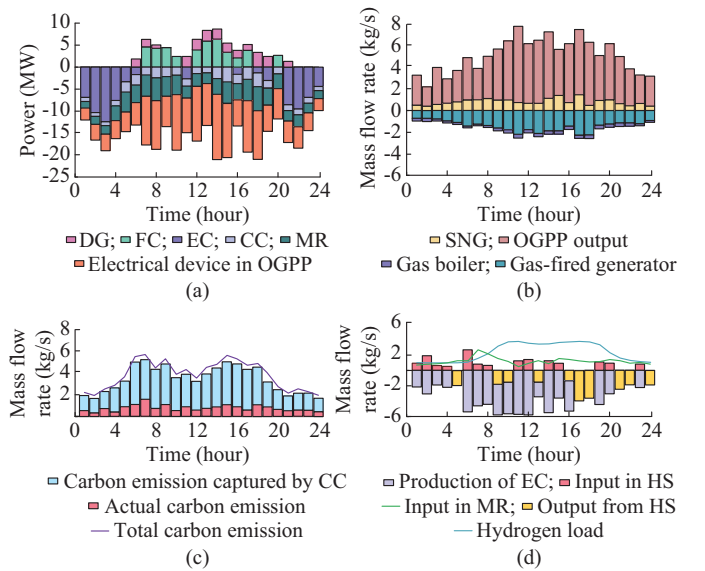 10
5
0
-5
-10
-15
-20
-25
Power (MW)
0 4 8 12 16 20 24
Time (hour)
DG; FC; EC; CC; MR
Electrical device in OGPP
(a)
8
6
4
2
0
-2
-4
-6
Mass flow rate (kg/s)
0 4 8 12 16 20 24
Time (hour)
SNG; OGPP output
Gas boiler; Gas-fired generator
(b)
8
6
4
2
Mass flow
rate (kg/s)
0 4 8 12 16 20 24
Time (hour)
Carbon emission captured by CC
Actual carbon emission
Total carbon emission
(c)
6
2
-2
-6
Mass flow
rate (kg/s)
0 4 8 12 16 20 24
Time (hour)
Production of EC; Input in HS
Input in MR; Output from HS
Hydrogen load
(d)